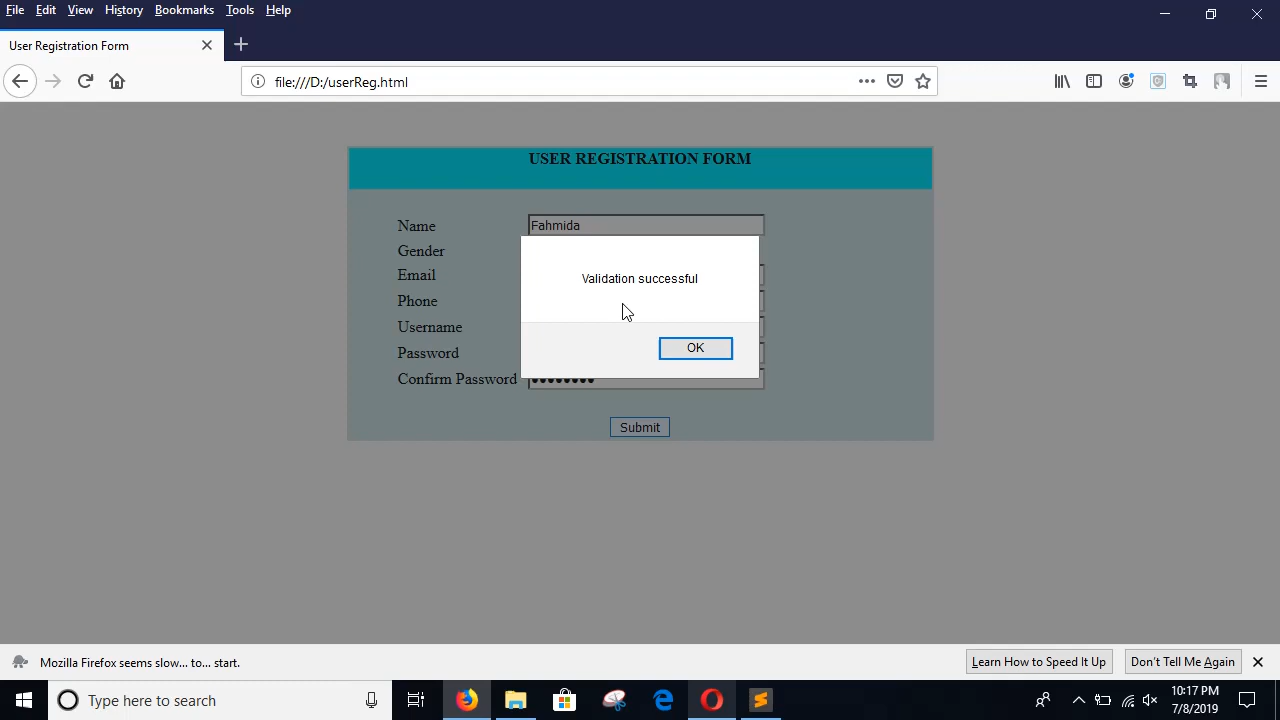 File Edit View History Bookmarks Tools Help
User Registration Form
file:///D:/userReg.html
USER REGISTRATION FORM
Name Fahmida
Gender
Email
Phone
Username
Password
Confirm Password
Validation successful
OK
Submit
Mozilla Firefox seems slow... to... start.
Learn How to Speed It Up
Don't Tell Me Again
Type here to search
10:17 PM
7/8/2019